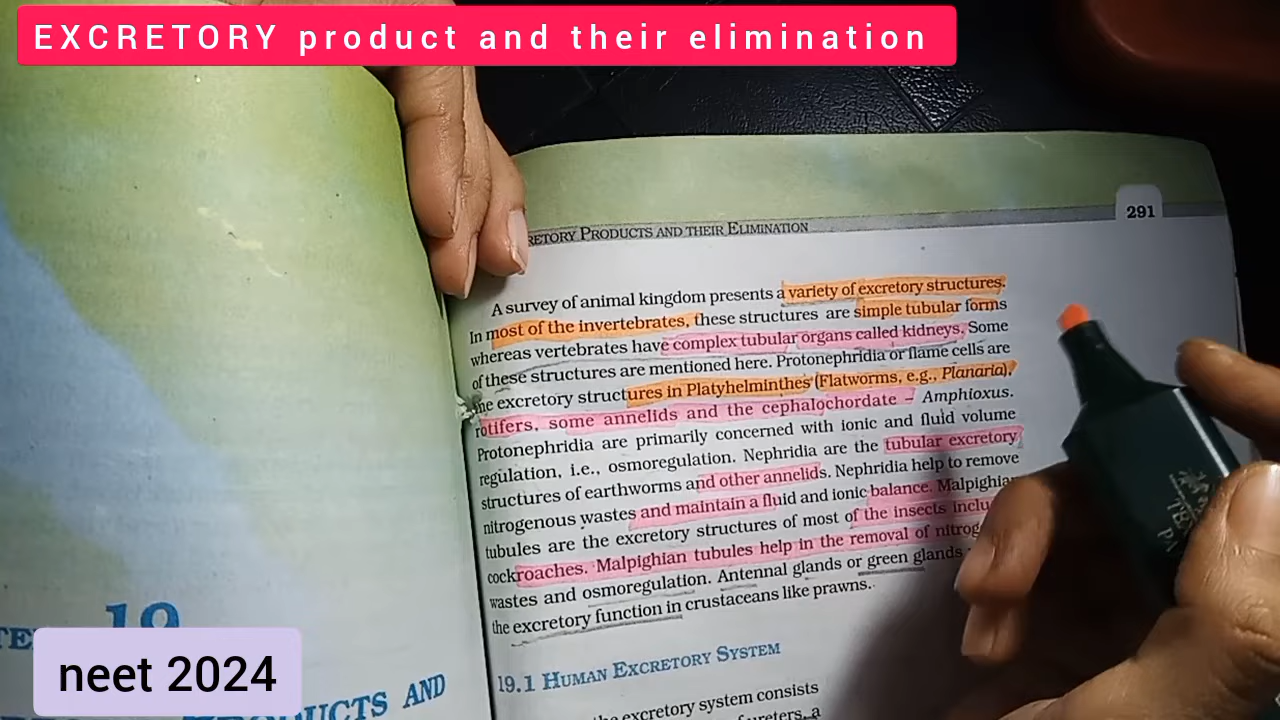 EXCRETORY product and their elimination
291
RETORY PRODUCTS AND THEIR ELIMINATION
A survey of animal kingdom presents a variety of excretory structures.
In most of the invertebrates, these structures are simple tubular forms
whereas vertebrates have complex tubular organs called kidneys. Some
of these structures are mentioned here. Protonephridia or flame cells are
the excretory structures in Platyhelminthes (Flatworms, e.g., Planaria),
rotifers, some annelids and the cephalochordate – Amphioxus.
Protonephridia are primarily concerned with ionic and fluid volume
regulation, i.e., osmoregulation. Nephridia are the tubular excretory
structures of earthworms and other annelids. Nephridia help to remove
nitrogenous wastes and maintain a fluid and ionic balance. Malpighian
tubules are the excretory structures of most of the insects inclu
cockroaches. Malpighian tubules help in the removal of nitrog
wastes and osmoregulation. Antennal glands or green glands
the excretory function in crustaceans like prawns.
19.1 HUMAN EXCRETORY SYSTEM
the excretory system consists
of ureters, a
19
TE
PRODUCTS AND
neet 2024